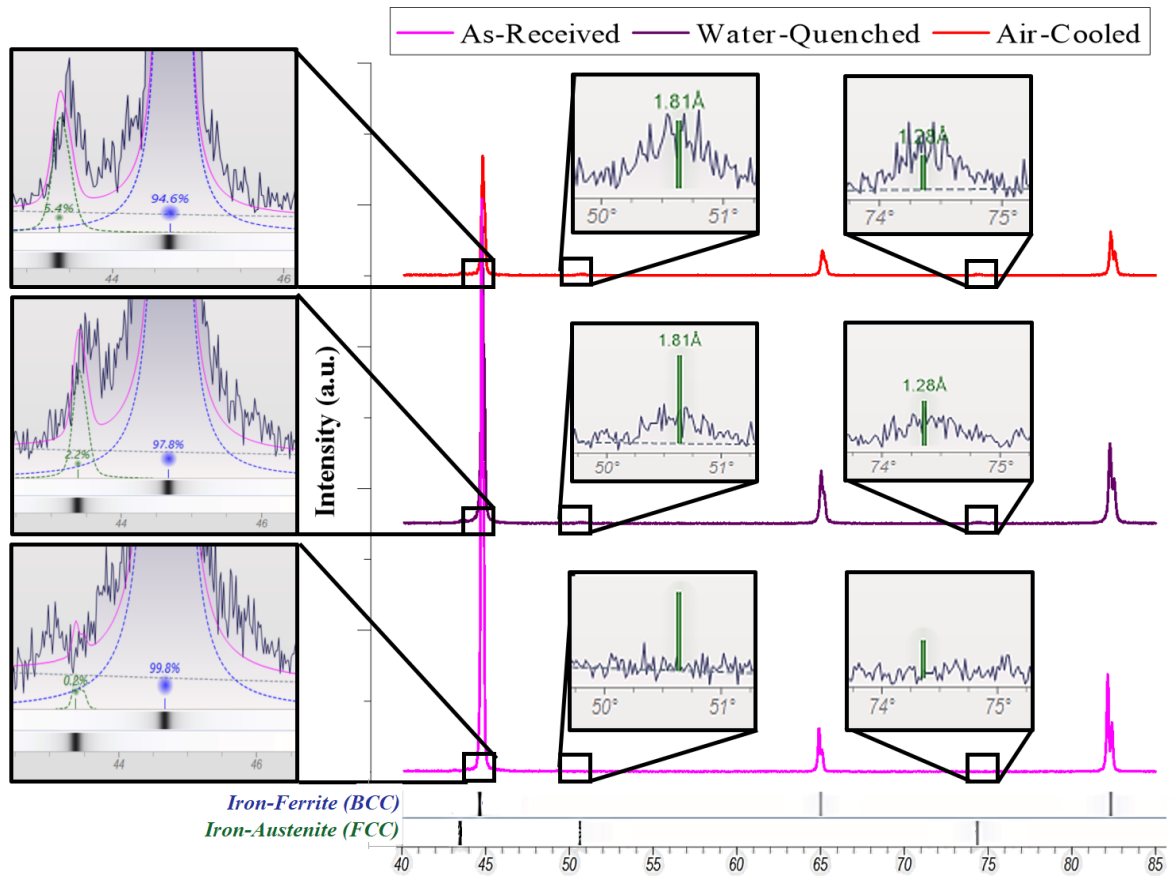 As-Received Water-Quenched Air-Cooled
5.4%
94.6%
44 46
1.81Å
50° 51°
1.28Å
74° 75°
2.2%
97.8%
44 46
1.81Å
50° 51°
1.28Å
74° 75°
0.2%
99.8%
44 46
50° 51°
74° 75°
Intensity (a.u.)
Iron-Ferrite (BCC)
Iron-Austenite (FCC)
40 45 50 55 60 65 70 75 80 85